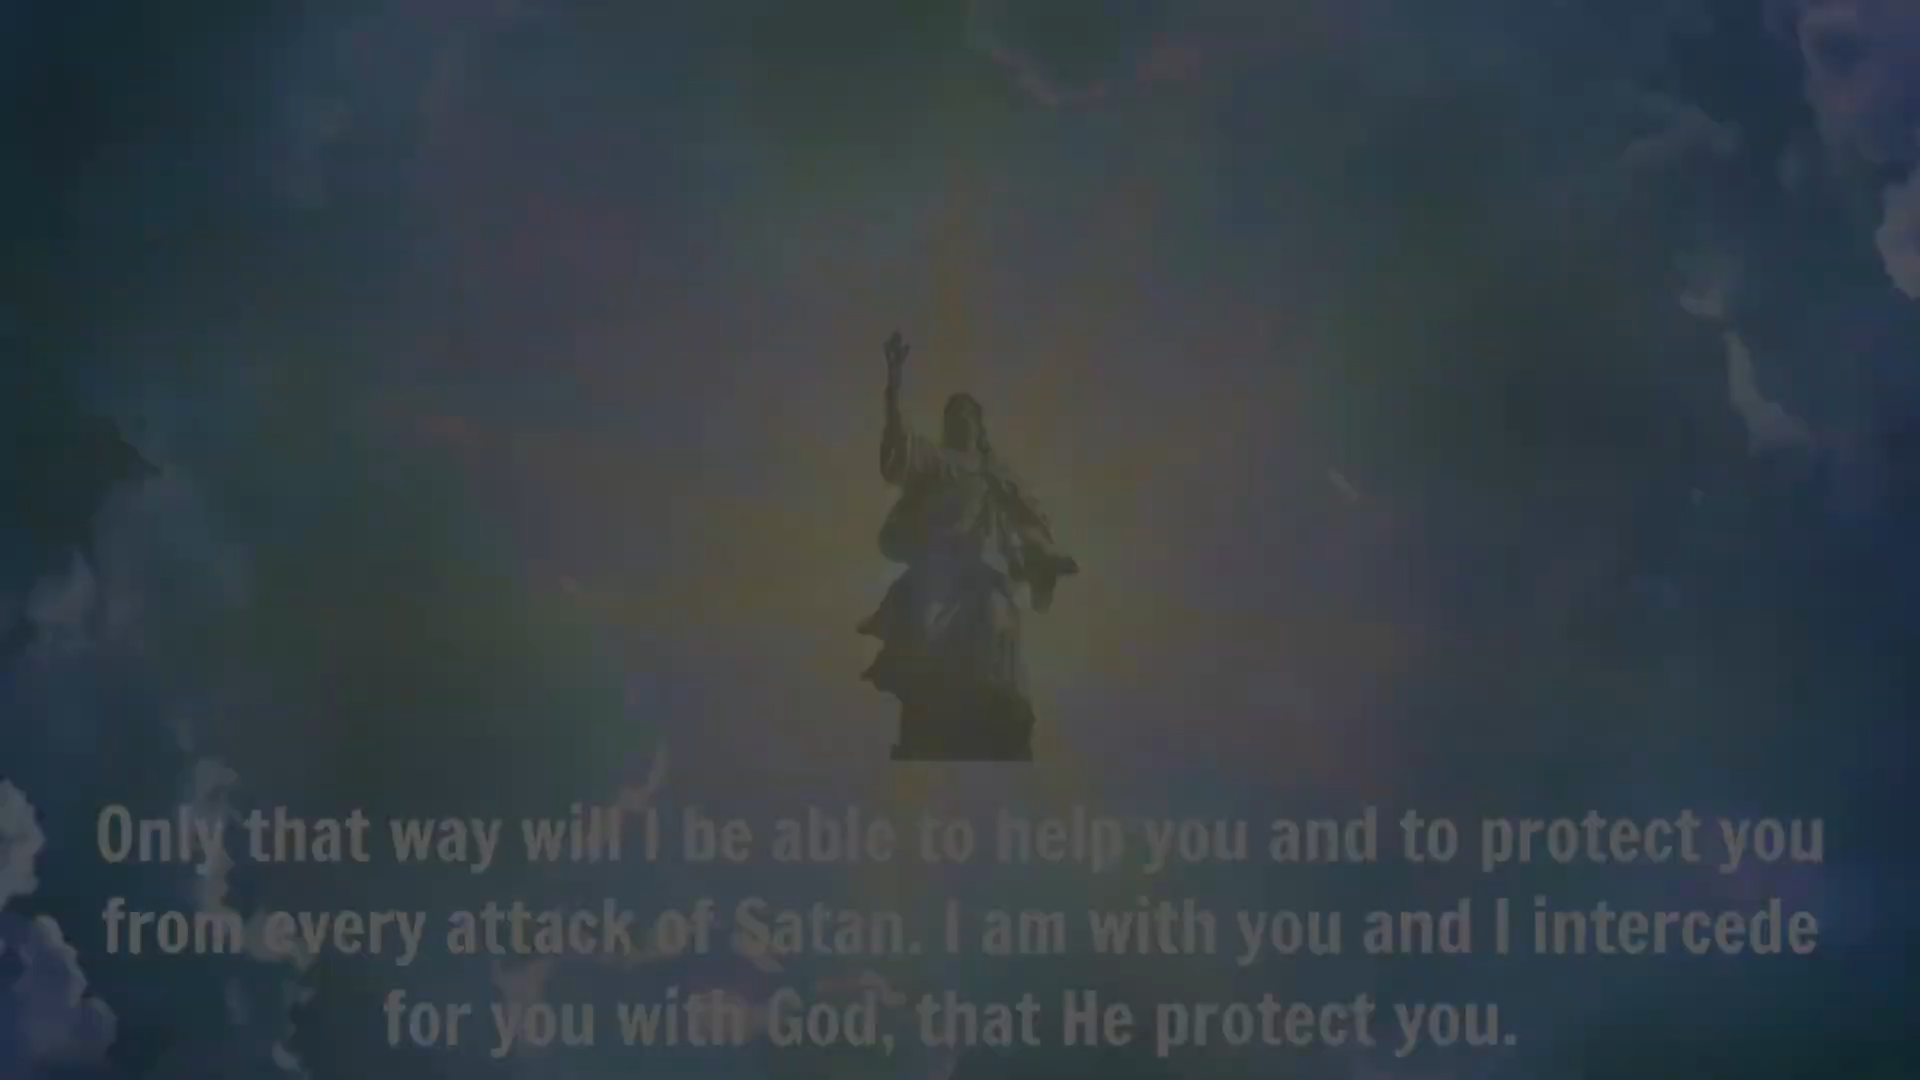 Only that way will I be able to help you and to protect you
from every attack of Satan. I am with you and I intercede
for you with God, that He protect you.